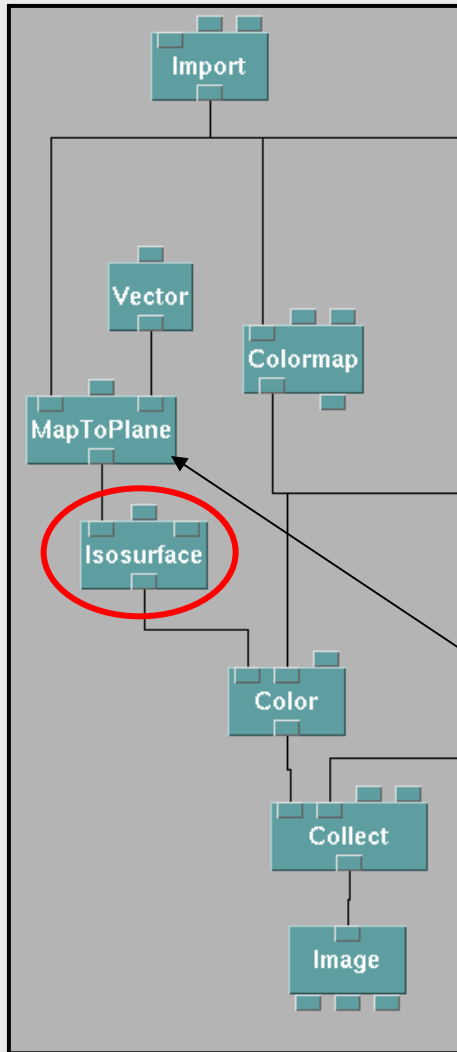 Import
Vector
Colormap
MapToPlane
Isosurface
Color
Collect
Image